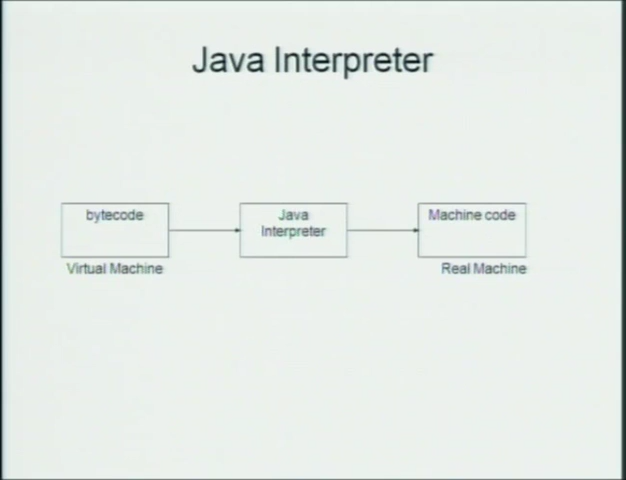 Java Interpreter
bytecode
Java
Interpreter
Machine code
Virtual Machine
Real Machine